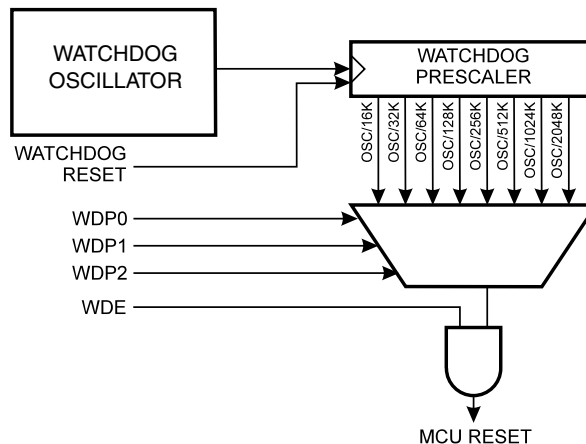 WATCHDOG
OSCILLATOR
WATCHDOG
PRESCALER
WATCHDOG
RESET
OSC/16K
OSC/32K
OSC/64K
OSC/128K
OSC/256K
OSC/512K
OSC/1024K
OSC/2048K
WDP0
WDP1
WDP2
WDE
MCU RESET